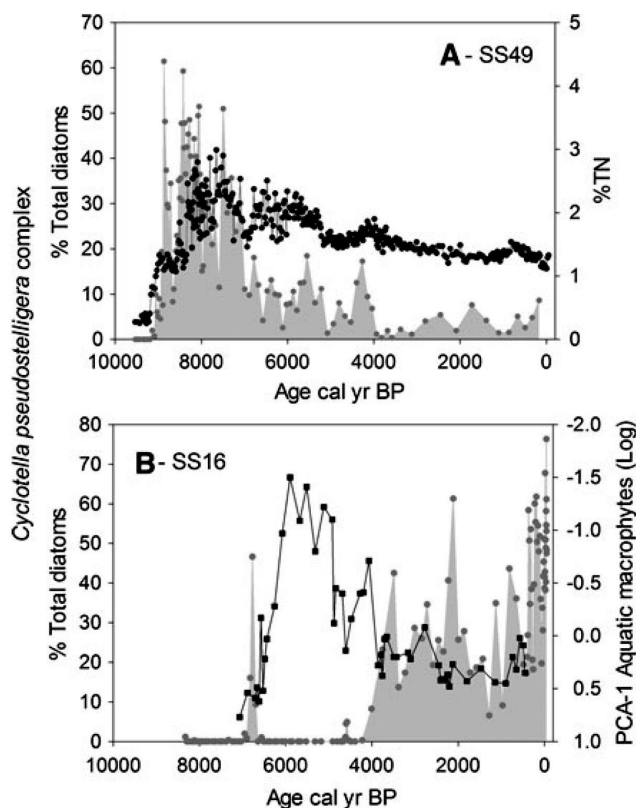 A - SS49
70
60
50
40
30
20
10
0
% Total diatoms
5
4
3
2
1
0
%TN
10000 8000 6000 4000 2000 0
Age cal yr BP
Cyclotella pseudostelligera complex
B - SS16
80
70
60
50
40
30
20
10
0
% Total diatoms
-2.0
-1.5
-1.0
-0.5
0.0
0.5
1.0
PCA-1 Aquatic macrophytes (Log)
10000 8000 6000 4000 2000 0
Age cal yr BP